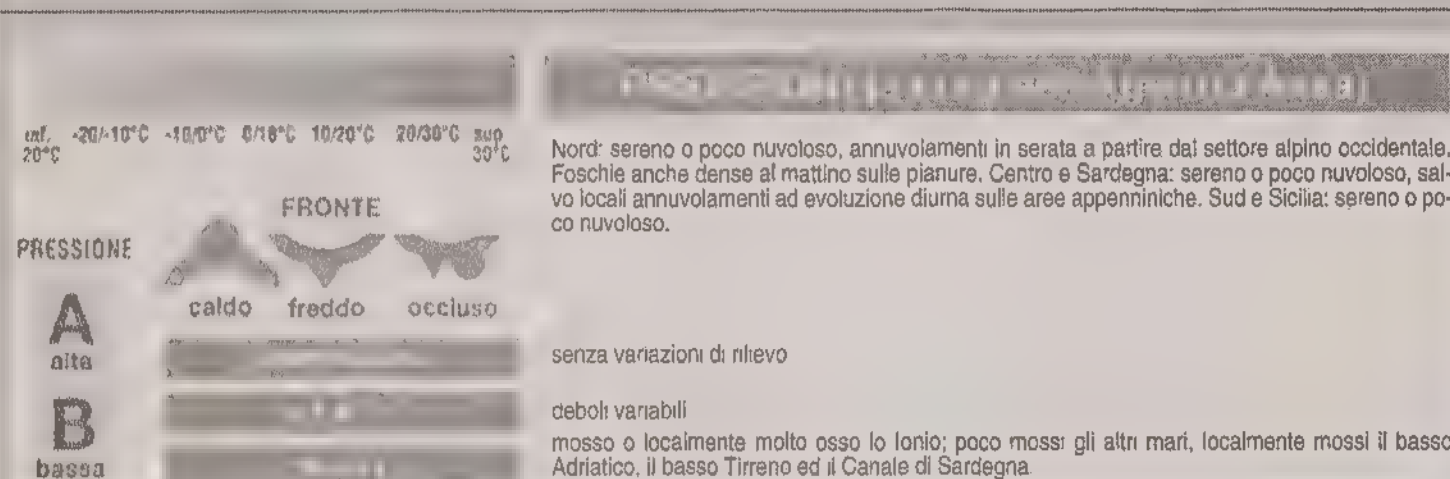 inf. -20/-10°C -10/0°C 0/10°C 10/20°C 20/30°C sup.
20°C 30°C
FRONTE
PRESSIONE
caldo freddo occluso
A
alta
B
bassa
Nord: sereno o poco nuvoloso, annuvolamenti in serata a partire dal settore alpino occidentale.
Foschie anche dense al mattino sulle pianure. Centro e Sardegna: sereno o poco nuvoloso, sal-
vo locali annuvolamenti ad evoluzione diurna sulle aree appenniniche. Sud e Sicilia: sereno o po-
co nuvoloso.
senza variazioni di rilievo
deboli variabili
mosso o localmente molto osso lo Ionio; poco mossi gli altri mari, localmente mossi il basso
Adriatico, il basso Tirreno ed il Canale di Sardegna